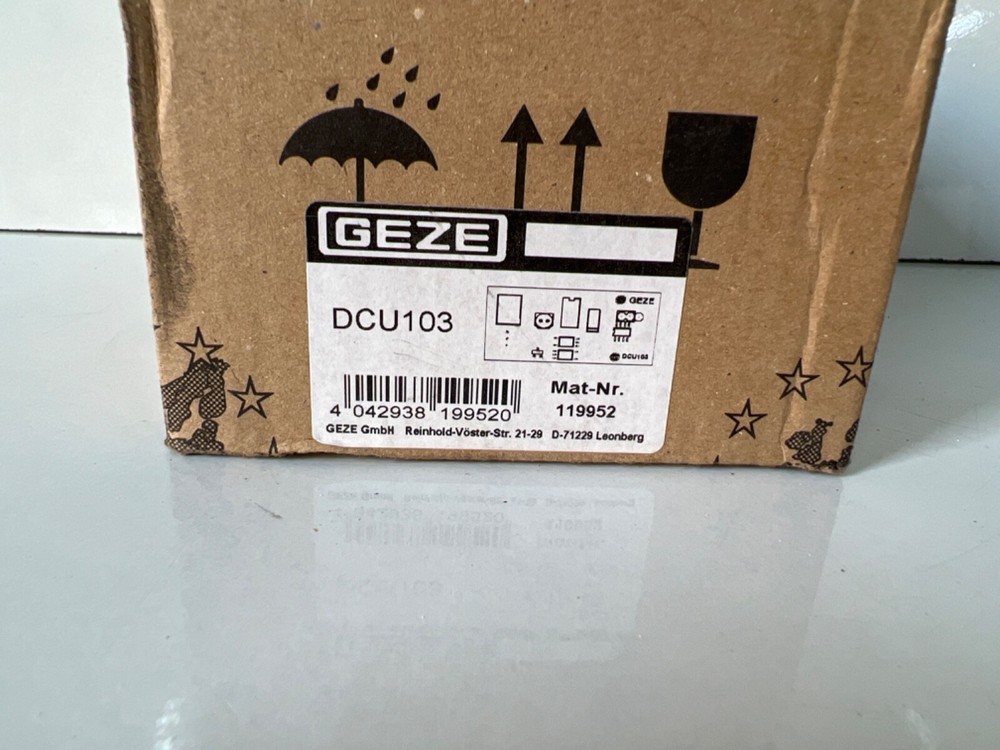 GEZE
DCU103
GEZE
DCU103
4 042938 199520
Mat-Nr.
119952
GEZE GmbH Reinhold-Vöster-Str. 21-29 D-71229 Leonberg